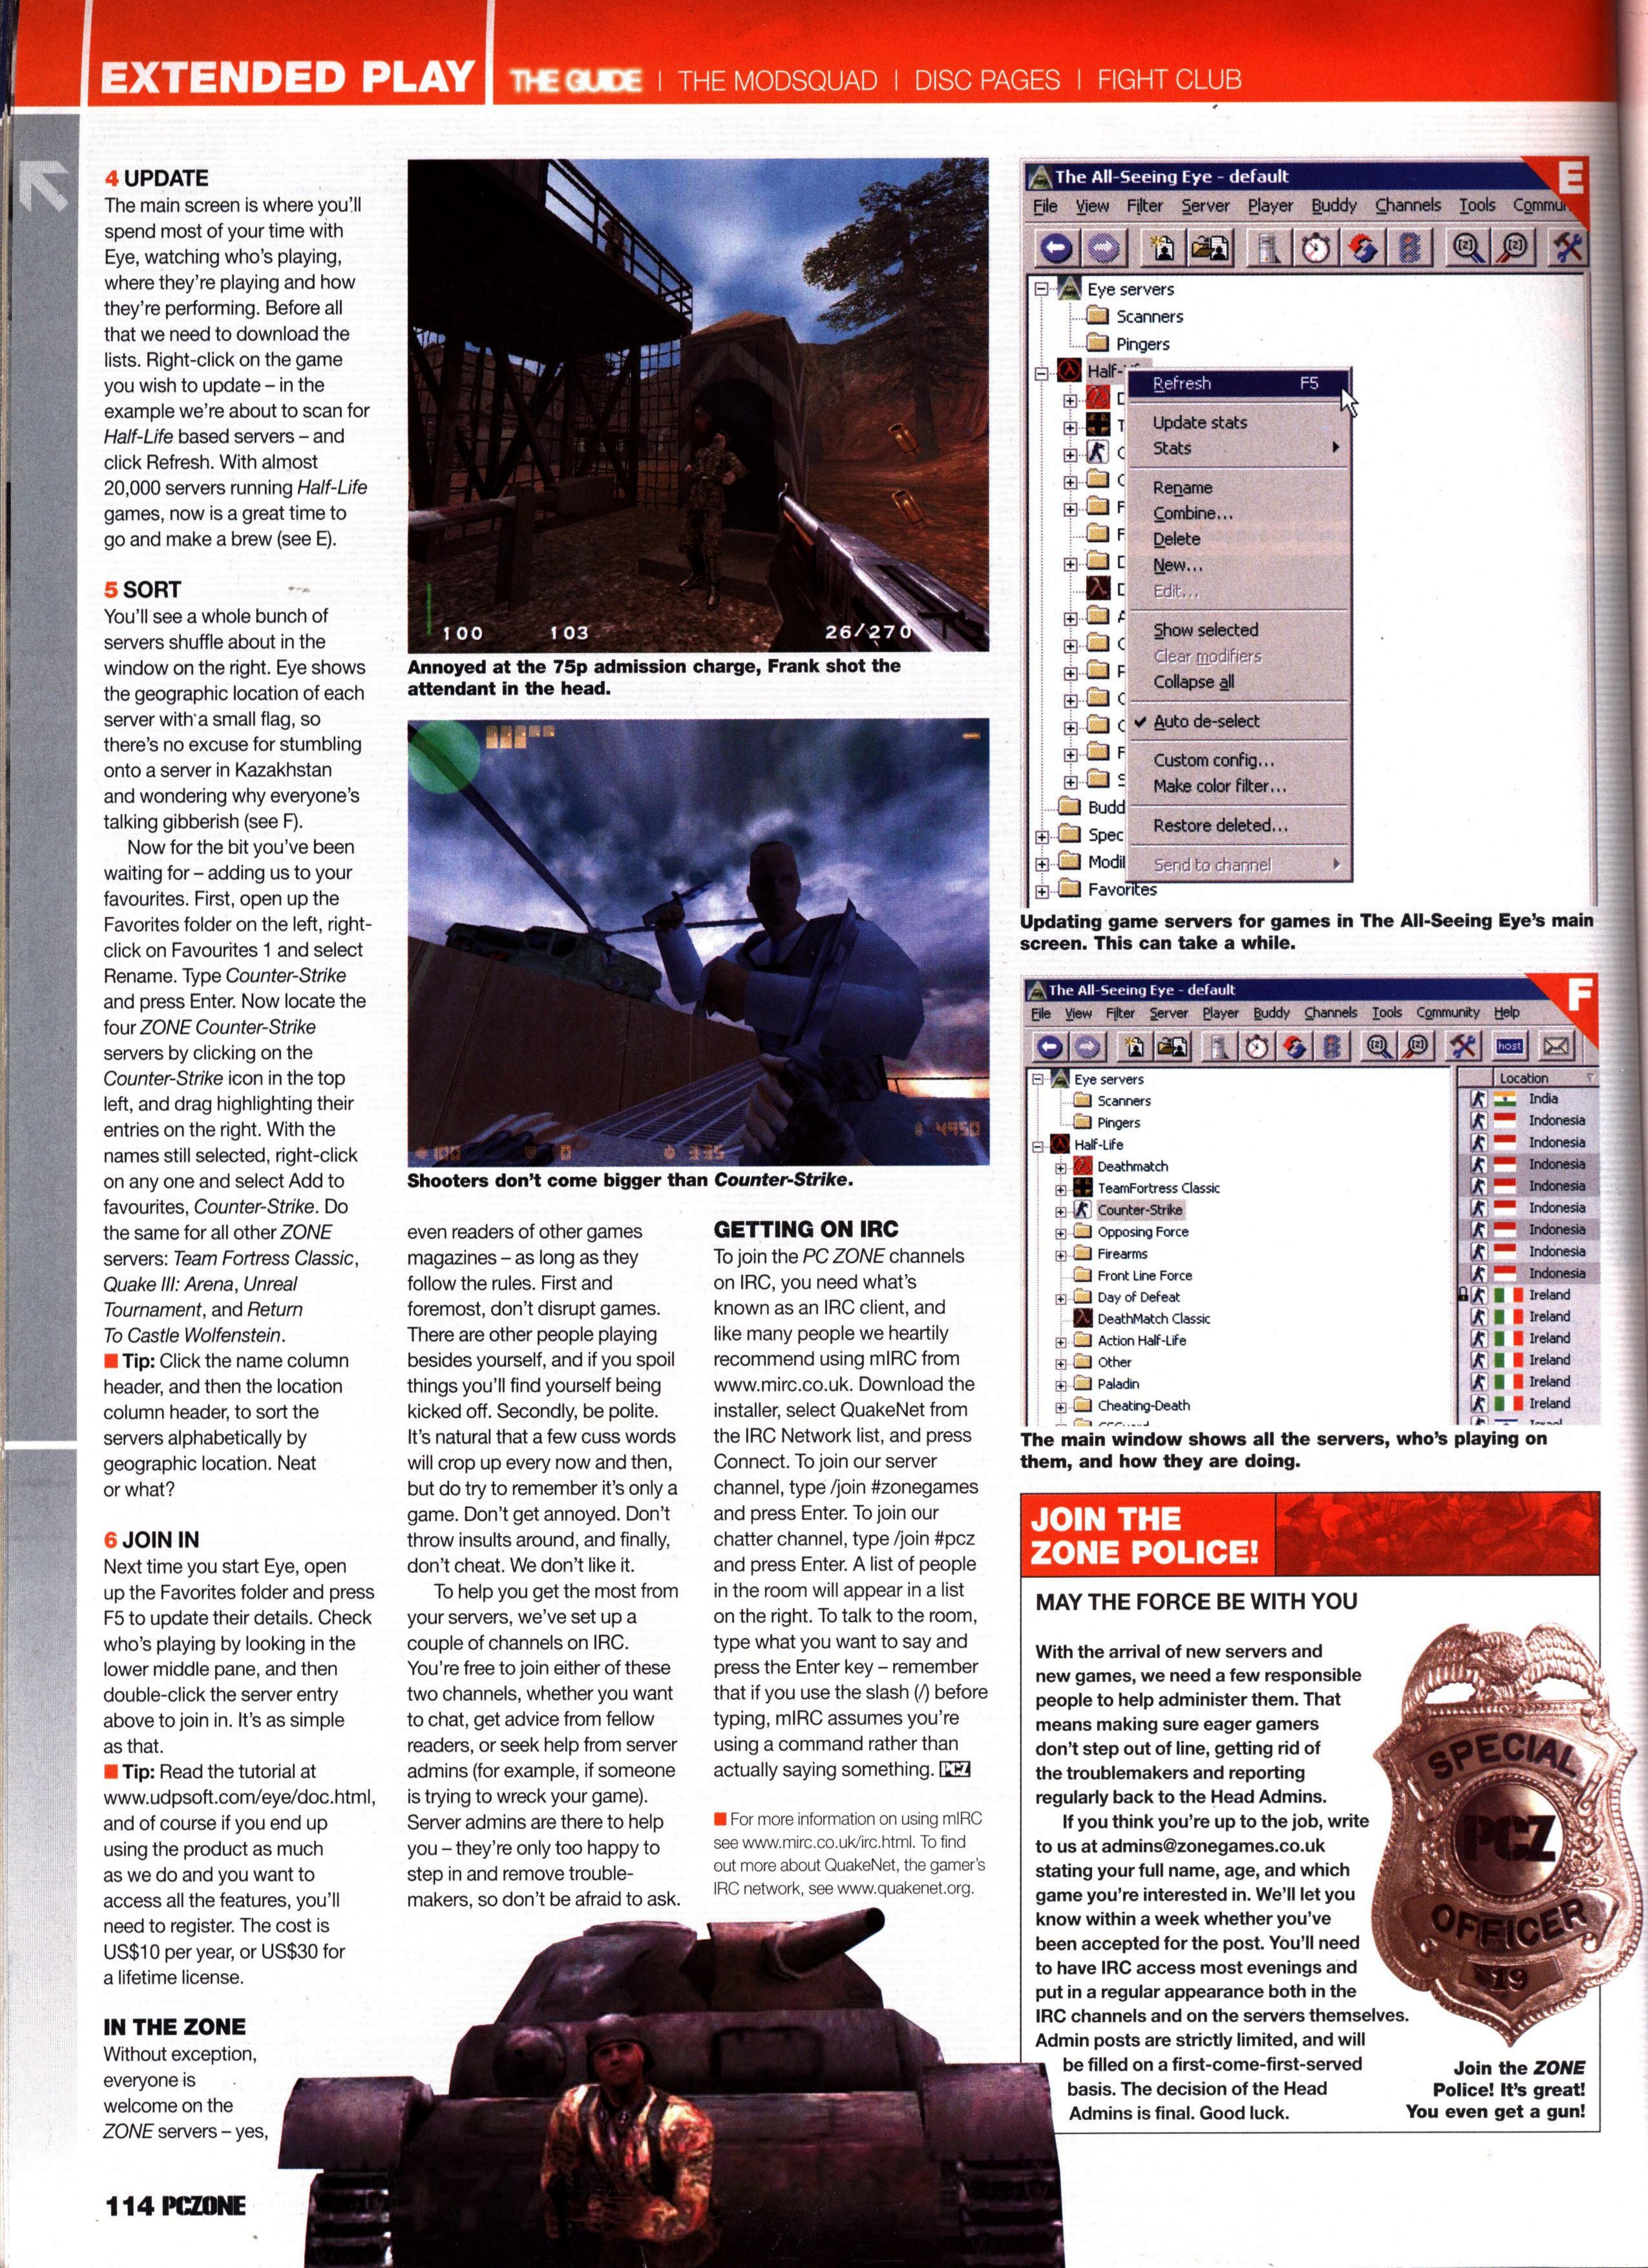 EXTENDED PLAY
THE GUIDE | THE MODSQUAD | DISC PAGES | FIGHT CLUB
4 UPDATE
The main screen is where you'll
spend most of your time with
Eye, watching who's playing,
where they're playing and how
they're performing. Before all
that we need to download the
lists. Right-click on the game
you wish to update – in the
example we're about to scan for
Half-Life based servers – and
click Refresh. With almost
20,000 servers running Half-Life
games, now is a great time to
go and make a brew (see E).
5 SORT
You'll see a whole bunch of
servers shuffle about in the
window on the right. Eye shows
the geographic location of each
server with a small flag, so
there's no excuse for stumbling
onto a server in Kazakhstan
and wondering why everyone's
talking gibberish (see F).
Now for the bit you've been
waiting for – adding us to your
favourites. First, open up the
Favorites folder on the left, right-
click on Favourites 1 and select
Rename. Type Counter-Strike
and press Enter. Now locate the
four ZONE Counter-Strike
servers by clicking on the
Counter-Strike icon in the top
left, and drag highlighting their
entries on the right. With the
names still selected, right-click
on any one and select Add to
favourites, Counter-Strike. Do
the same for all other ZONE
servers: Team Fortress Classic,
Quake III: Arena, Unreal
Tournament, and Return
To Castle Wolfenstein.
Tip: Click the name column
header, and then the location
column header, to sort the
servers alphabetically by
geographic location. Neat
or what?
6 JOIN IN
Next time you start Eye, open
up the Favorites folder and press
F5 to update their details. Check
who's playing by looking in the
lower middle pane, and then
double-click the server entry
above to join in. It's as simple
as that.
Tip: Read the tutorial at
www.udpsoft.com/eye/doc.html,
and of course if you end up
using the product as much
as we do and you want to
access all the features, you'll
need to register. The cost is
US$10 per year, or US$30 for
a lifetime license.
IN THE ZONE
Without exception,
everyone is
welcome on the
ZONE servers – yes,
100 103 26/270
Annoyed at the 75p admission charge, Frank shot the
attendant in the head.
100 0 3:35 4950
Shooters don't come bigger than Counter-Strike.
even readers of other games
magazines – as long as they
follow the rules. First and
foremost, don't disrupt games.
There are other people playing
besides yourself, and if you spoil
things you'll find yourself being
kicked off. Secondly, be polite.
It's natural that a few cuss words
will crop up every now and then,
but do try to remember it's only a
game. Don't get annoyed. Don't
throw insults around, and finally,
don't cheat. We don't like it.
To help you get the most from
your servers, we've set up a
couple of channels on IRC.
You're free to join either of these
two channels, whether you want
to chat, get advice from fellow
readers, or seek help from server
admins (for example, if someone
is trying to wreck your game).
Server admins are there to help
you – they're only too happy to
step in and remove trouble-
makers, so don't be afraid to ask.
GETTING ON IRC
To join the PC ZONE channels
on IRC, you need what's
known as an IRC client, and
like many people we heartily
recommend using mIRC from
www.mirc.co.uk. Download the
installer, select QuakeNet from
the IRC Network list, and press
Connect. To join our server
channel, type /join #zonegames
and press Enter. To join our
chatter channel, type /join #pcz
and press Enter. A list of people
in the room will appear in a list
on the right. To talk to the room,
type what you want to say and
press the Enter key – remember
that if you use the slash (/) before
typing, mIRC assumes you're
using a command rather than
actually saying something. PCZ
For more information on using mIRC
see www.mirc.co.uk/irc.html. To find
out more about QuakeNet, the gamer's
IRC network, see www.quakenet.org.
E
The All-Seeing Eye - default
File View Filter Server Player Buddy Channels Tools Commu
Eye servers
Scanners
Pingers
Half-
Refresh F5
Update stats
Stats
Rename
Combine...
Delete
New...
Edit...
Show selected
Clear modifiers
Collapse all
Auto de-select
Custom config...
Make color filter...
Restore deleted...
Send to channel
Budd
Spec
Modi
Favorites
Updating game servers for games in The All-Seeing Eye's main
screen. This can take a while.
F
The All-Seeing Eye - default
File View Filter Server Player Buddy Channels Tools Community Help
host
Eye servers
Scanners
Pingers
Half-Life
Deathmatch
TeamFortress Classic
Counter-Strike
Opposing Force
Firearms
Front Line Force
Day of Defeat
DeathMatch Classic
Action Half-Life
Other
Paladin
Cheating-Death
Location
India
Indonesia
Indonesia
Indonesia
Indonesia
Indonesia
Indonesia
Indonesia
Indonesia
Ireland
Ireland
Ireland
Ireland
Ireland
Ireland
The main window shows all the servers, who's playing on
them, and how they are doing.
JOIN THE
ZONE POLICE!
MAY THE FORCE BE WITH YOU
With the arrival of new servers and
new games, we need a few responsible
people to help administer them. That
means making sure eager gamers
don't step out of line, getting rid of
the troublemakers and reporting
regularly back to the Head Admins.
If you think you're up to the job, write
to us at admins@zonegames.co.uk
stating your full name, age, and which
game you're interested in. We'll let you
know within a week whether you've
been accepted for the post. You'll need
to have IRC access most evenings and
put in a regular appearance both in the
IRC channels and on the servers themselves.
Admin posts are strictly limited, and will
be filled on a first-come-first-served
basis. The decision of the Head
Admins is final. Good luck.
SPECIAL
PCZ
OFFICER
19
Join the ZONE
Police! It's great!
You even get a gun!
114 PCZONE